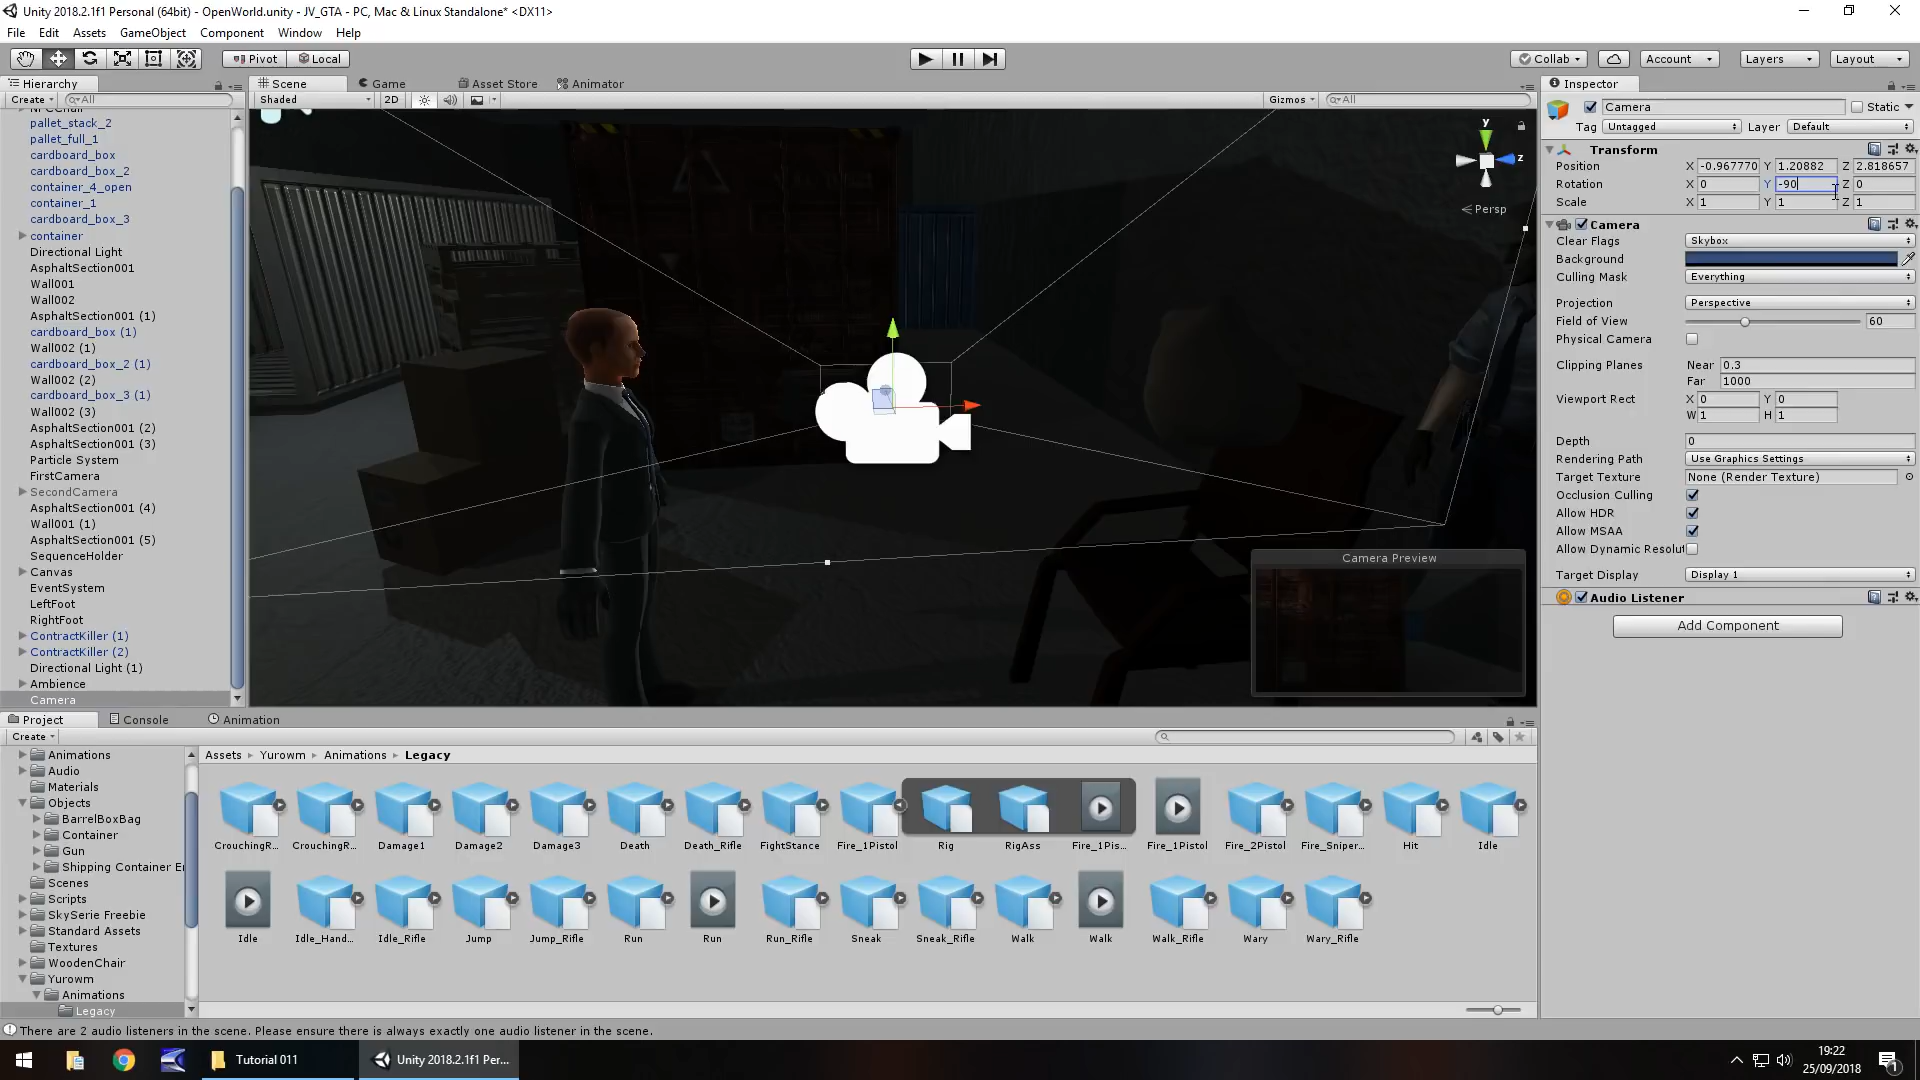 Unity 2018.2.1f1 Personal (64bit) - OpenWorld.unity - JV_GTA - PC, Mac & Linux Standalone* <DX11>
File Edit Assets GameObject Component Window Help
Pivot Local Collab Account Layers Layout
Hierarchy
Create All
pallet_stack_2
pallet_full_1
cardboard_box
cardboard_box_2
container_4_open
container_1
cardboard_box_3
container
Directional Light
AsphaltSection001
Wall001
Wall002
AsphaltSection001 (1)
cardboard_box (1)
Wall002 (1)
cardboard_box_2 (1)
Wall002 (2)
cardboard_box_3 (1)
Wall002 (3)
AsphaltSection001 (2)
AsphaltSection001 (3)
Particle System
FirstCamera
SecondCamera
AsphaltSection001 (4)
Wall001 (1)
AsphaltSection001 (5)
SequenceHolder
Canvas
EventSystem
LeftFoot
RightFoot
ContractKiller (1)
ContractKiller (2)
Directional Light (1)
Ambience
Camera
Scene Game Asset Store Animator
Shaded 2D Gizmos All
y
z
Persp
Camera Preview
Inspector
Camera Static
Tag Untagged Layer Default
Transform
Position X -0.967770 Y 1.20882 Z 2.818657
Rotation X 0 Y -90 Z 0
Scale X 1 Y 1 Z 1
Camera
Clear Flags Skybox
Background
Culling Mask Everything
Projection Perspective
Field of View 60
Physical Camera
Clipping Planes Near 0.3
Far 1000
Viewport Rect X 0 Y 0
W 1 H 1
Depth 0
Rendering Path Use Graphics Settings
Target Texture None (Render Texture)
Occlusion Culling
Allow HDR
Allow MSAA
Allow Dynamic Resolut
Target Display Display 1
Audio Listener
Add Component
Project Console Animation
Create
Animations
Audio
Materials
Objects
BarrelBoxBag
Container
Gun
Shipping Container Er
Scenes
Scripts
SkySerie Freebie
Standard Assets
Textures
WoodenChair
Yurowm
Animations
Legacy
Assets Yurowm Animations Legacy
CrouchingR... CrouchingR... Damage1 Damage2 Damage3 Death Death_Rifle FightStance Fire_1Pistol Rig RigAss Fire_1Pis... Fire_1Pistol Fire_2Pistol Fire_Sniper... Hit Idle
Idle Idle_Hand... Idle_Rifle Jump Jump_Rifle Run Run Run_Rifle Sneak Sneak_Rifle Walk Walk Walk_Rifle Wary Wary_Rifle
There are 2 audio listeners in the scene. Please ensure there is always exactly one audio listener in the scene.
Tutorial 011 Unity 2018.2.1f1 Per...
19:22
25/09/2018
1